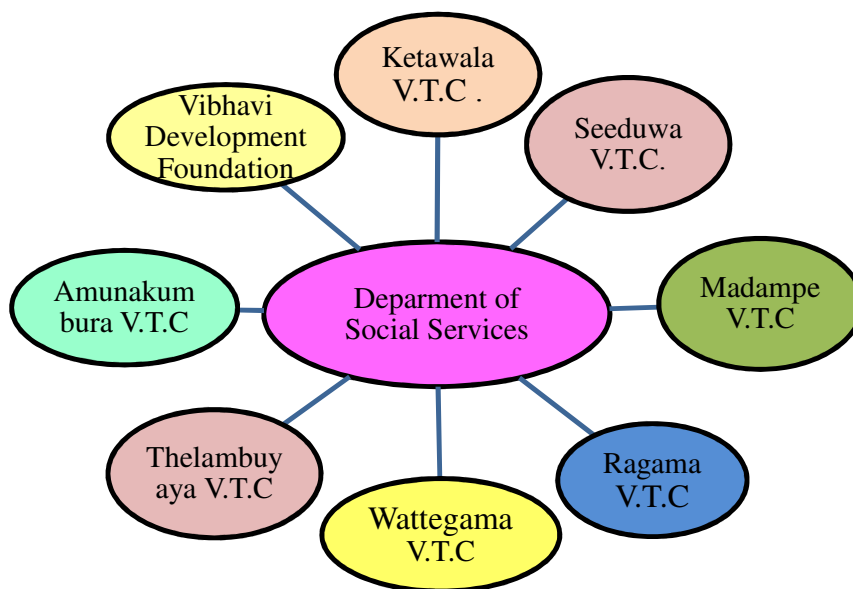 Ketawala
V.T.C .
Vibhavi
Development
Foundation
Seeduwa
V.T.C.
Amunakum
bura V.T.C
Deparment of
Social Services
Madampe
V.T.C
Thelambuy
aya V.T.C
Ragama
V.T.C
Wattegama
V.T.C